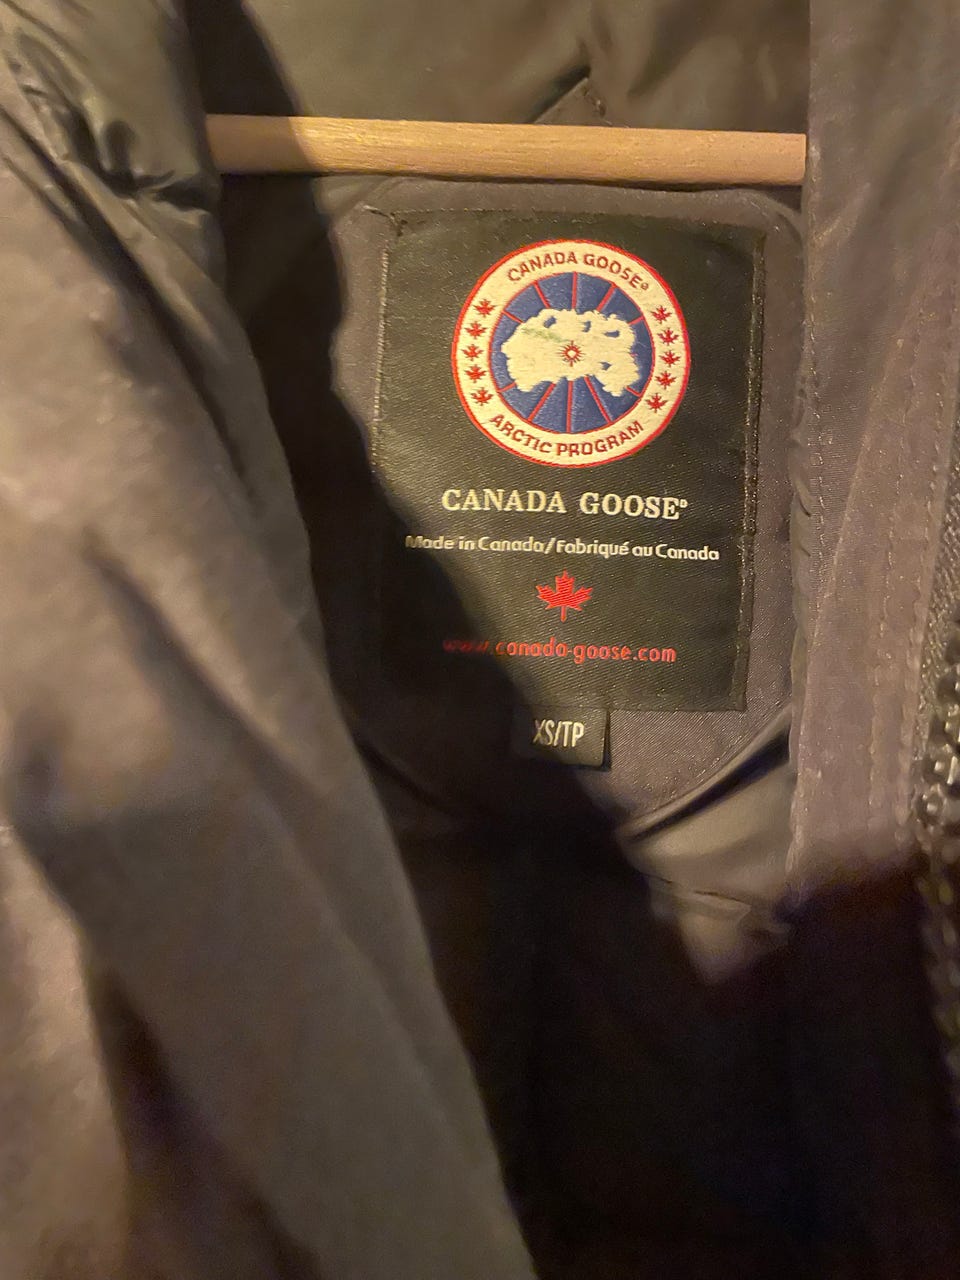 CANADA GOOSE®
ARCTIC PROGRAM
CANADA GOOSE®
Made in Canada/Fabriqué au Canada
www.canada-goose.com
XS/TP